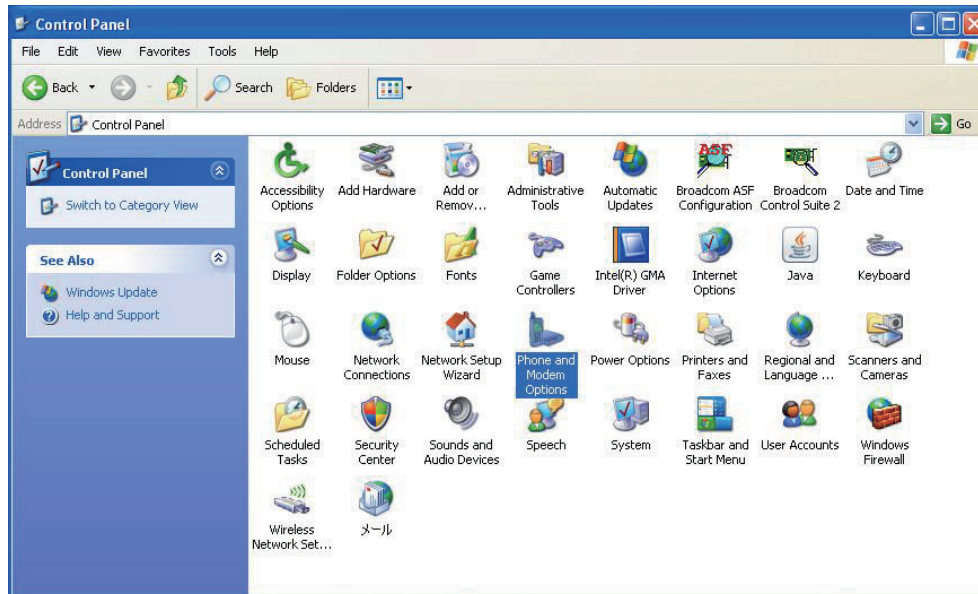 Control Panel
File Edit View Favorites Tools Help
Back Search Folders
Address Control Panel Go
Control Panel
Switch to Category View
See Also
Windows Update
Help and Support
Accessibility Options
Add Hardware
Add or Remov...
Administrative Tools
Automatic Updates
ASF
Broadcom ASF Configuration
Broadcom Control Suite 2
Date and Time
Display
Folder Options
Fonts
Game Controllers
Intel(R) GMA Driver
Internet Options
Java
Keyboard
Mouse
Network Connections
Network Setup Wizard
Phone and Modem Options
Power Options
Printers and Faxes
Regional and Language ...
Scanners and Cameras
Scheduled Tasks
Security Center
Sounds and Audio Devices
Speech
System
Taskbar and Start Menu
User Accounts
Windows Firewall
Wireless Network Set...
メール